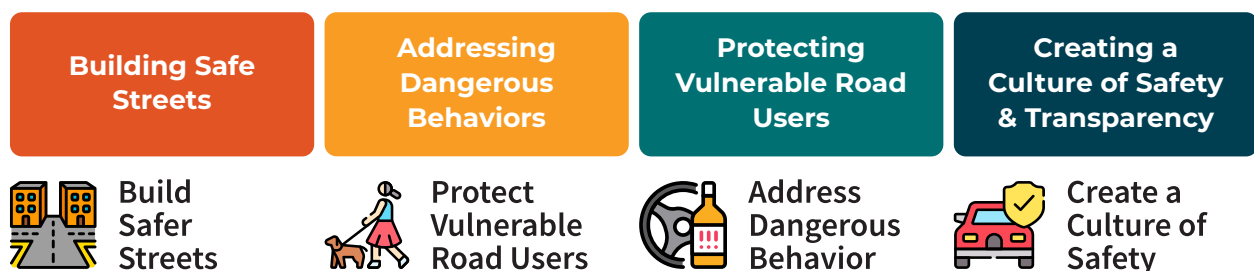 Building Safe
Streets
Addressing
Dangerous
Behaviors
Protecting
Vulnerable Road
Users
Creating a
Culture of Safety
& Transparency
Build
Safer
Streets
Protect
Vulnerable
Road Users
Address
Dangerous
Behavior
Create a
Culture of
Safety